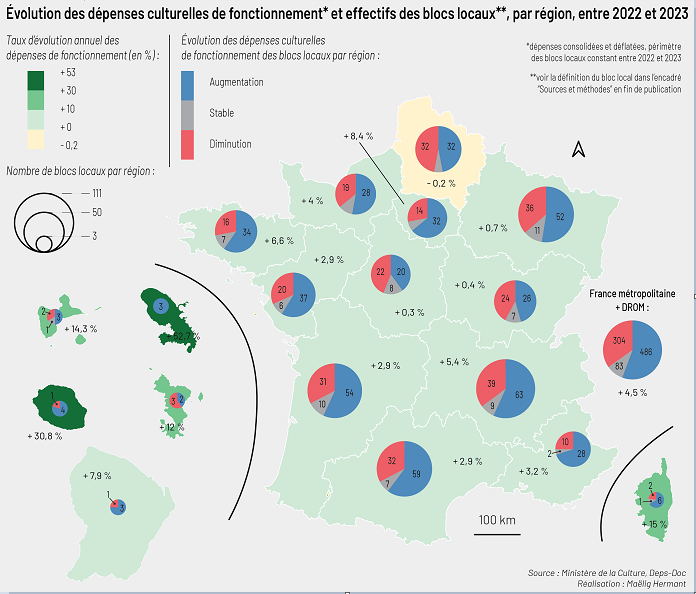 Évolution des dépenses culturelles de fonctionnement* et effectifs des blocs locaux**, par région, entre 2022 et 2023
Taux d'évolution annuel des
dépenses de fonctionnement (en %) :
+ 53
+ 30
+ 10
+ 0
- 0,2
Évolution des dépenses culturelles
de fonctionnement des blocs locaux par région :
Augmentation
Stable
Diminution
*dépenses consolidées et déflatées, périmètre
des blocs locaux constant entre 2022 et 2023
**voir la définition du bloc local dans l'encadré
"Sources et méthodes" en fin de publication
Nombre de blocs locaux par région :
111
50
3
32 32
- 0,2 %
+ 8,4 %
19 28
+ 4 %
14
32
36
52
11
+ 0,7 %
16
34
7
+ 6,6 %
+ 2,9 %
22 20
8
+ 0,3 %
20
37
6
+ 0,4 %
24 26
7
France métropolitaine
+ DROM :
304
486
83
+ 4,5 %
2
3
1
+ 14,3 %
3
+ 52,7 %
31
54
10
+ 2,9 %
+ 5,4 %
39
63
9
1
4
+ 30,8 %
3 2
+ 12 %
32
59
7
+ 2,9 %
10
2
28
+ 3,2 %
+ 7,9 %
1
3
2
1
6
+ 15 %
100 km
Source : Ministère de la Culture, Deps-Doc
Réalisation : Maëlig Hermant